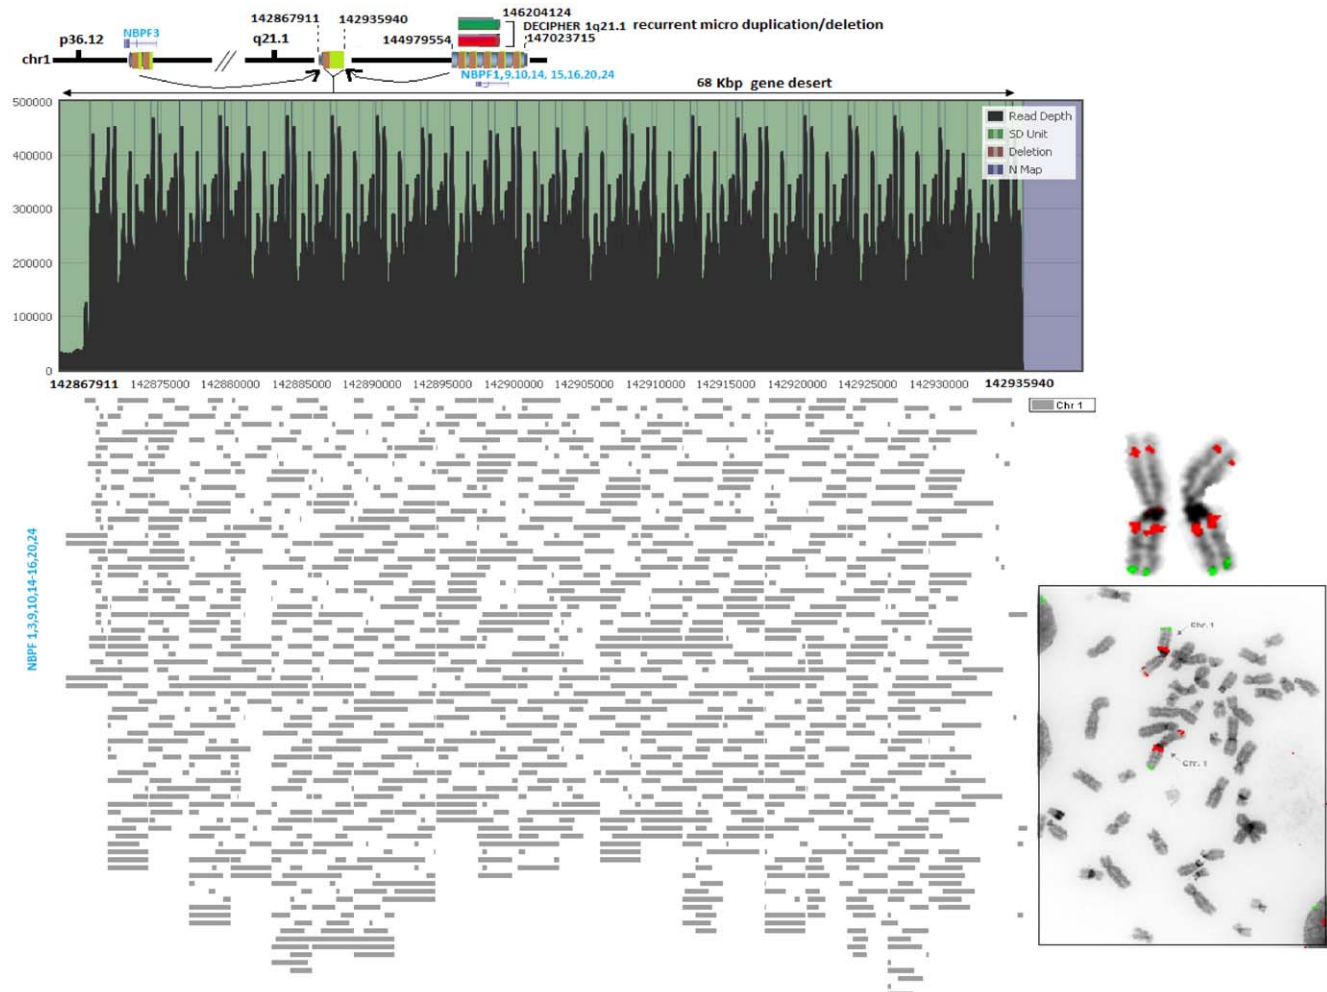 146204124
142867911 142935940 DECIPHER 1q21.1 recurrent micro duplication/deletion
NBPF3
p36.12 q21.1 144979554 147023715
chr1
NBPF1,9,10,14, 15,16,20,24
68 Kbp gene desert
500000
400000
300000
200000
100000
0
Read Depth
SD Unit
Deletion
N Map
142867911 142875000 142880000 142885000 142890000 142895000 142900000 142905000 142910000 142915000 142920000 142925000 142930000 142935940
Chr 1
NBPF 1,3,9,10,14-16,20,24
Chr. 1
Chr. 1